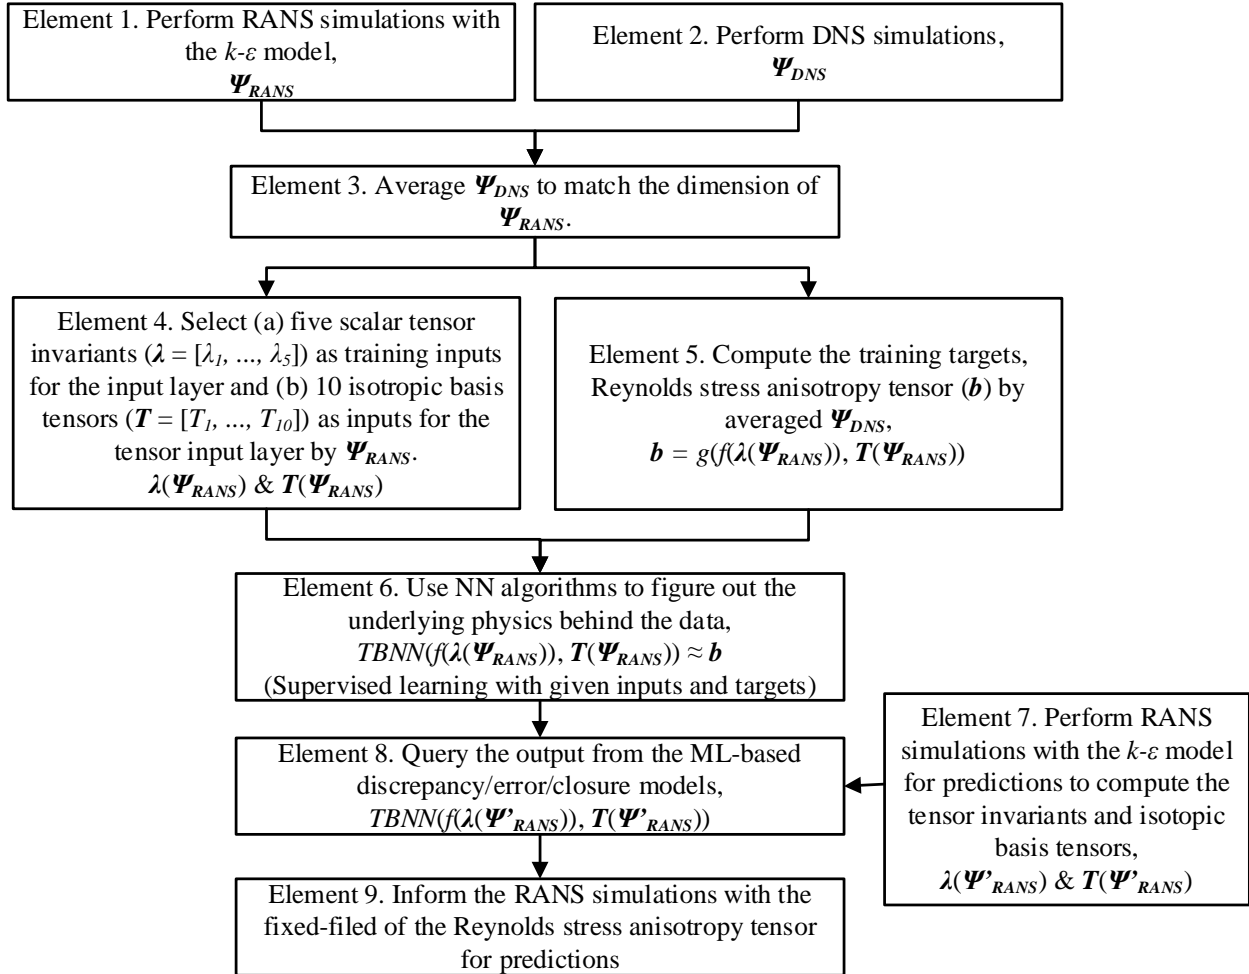 Element 1. Perform RANS simulations with
the k-ε model,
Ψ_RANS
Element 2. Perform DNS simulations,
Ψ_DNS
Element 3. Average Ψ_DNS to match the dimension of
Ψ_RANS.
Element 4. Select (a) five scalar tensor
invariants (λ = [λ_1, ..., λ_5]) as training inputs
for the input layer and (b) 10 isotropic basis
tensors (T = [T_1, ..., T_10]) as inputs for the
tensor input layer by Ψ_RANS.
λ(Ψ_RANS) & T(Ψ_RANS)
Element 5. Compute the training targets,
Reynolds stress anisotropy tensor (b) by
averaged Ψ_DNS,
b = g(f(λ(Ψ_RANS)), T(Ψ_RANS))
Element 6. Use NN algorithms to figure out the
underlying physics behind the data,
TBNN(f(λ(Ψ_RANS)), T(Ψ_RANS)) ≈ b
(Supervised learning with given inputs and targets)
Element 7. Perform RANS
simulations with the k-ε model
for predictions to compute the
tensor invariants and isotopic
basis tensors,
λ(Ψ'_RANS) & T(Ψ'_RANS)
Element 8. Query the output from the ML-based
discrepancy/error/closure models,
TBNN(f(λ(Ψ'_RANS)), T(Ψ'_RANS))
Element 9. Inform the RANS simulations with the
fixed-filed of the Reynolds stress anisotropy tensor
for predictions